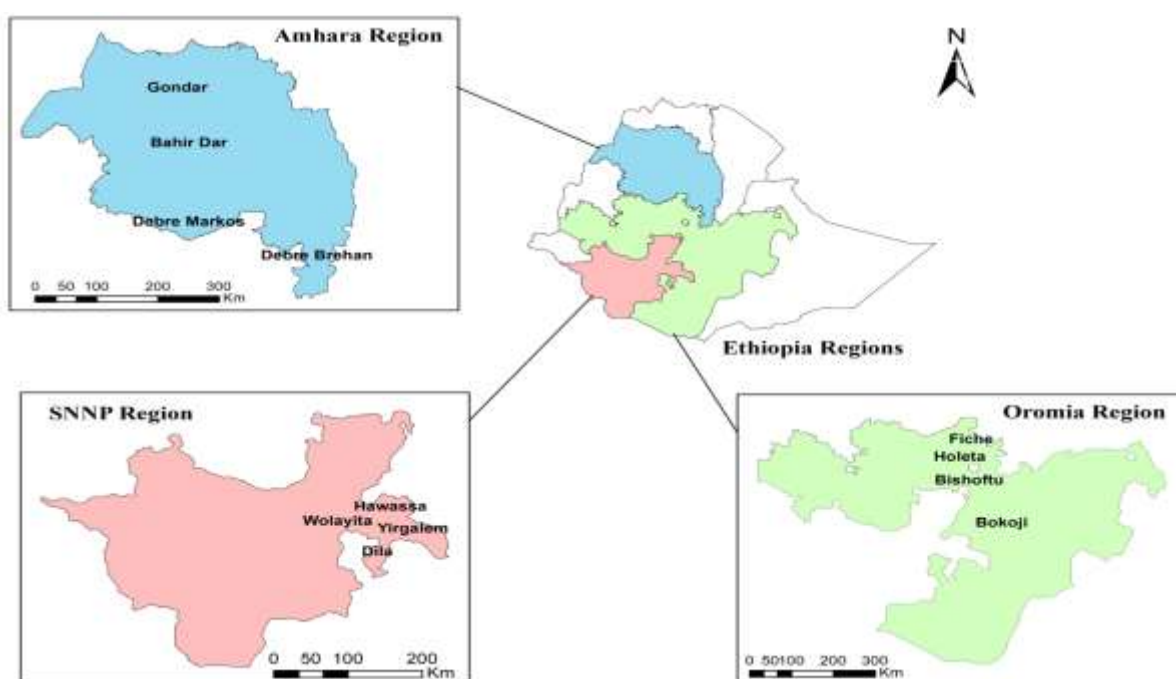 Amhara Region
Gondar
Bahir Dar
Debre Markos
Debre Brehan
0 50 100 200 300
Km
N
Ethiopia Regions
SNNP Region
Hawassa
Wolayita
Yirgalem
Dila
0 50 100 200
Km
Oromia Region
Fiche
Holeta
Bishoftu
Bokoji
0 50100 200 300
Km